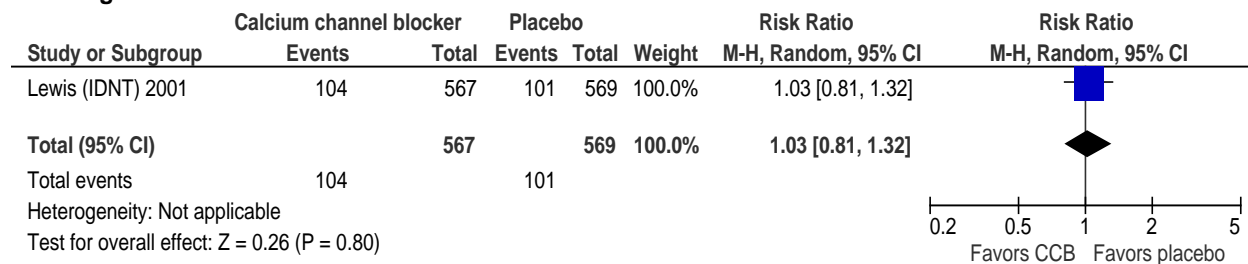 Calcium channel blocker Placebo Risk Ratio Risk Ratio
Study or Subgroup Events Total Events Total Weight M-H, Random, 95% CI M-H, Random, 95% CI
Lewis (IDNT) 2001 104 567 101 569 100.0% 1.03 [0.81, 1.32]
Total (95% CI) 567 569 100.0% 1.03 [0.81, 1.32]
Total events 104 101
Heterogeneity: Not applicable
Test for overall effect: Z = 0.26 (P = 0.80)
0.2 0.5 1 2 5
Favors CCB Favors placebo